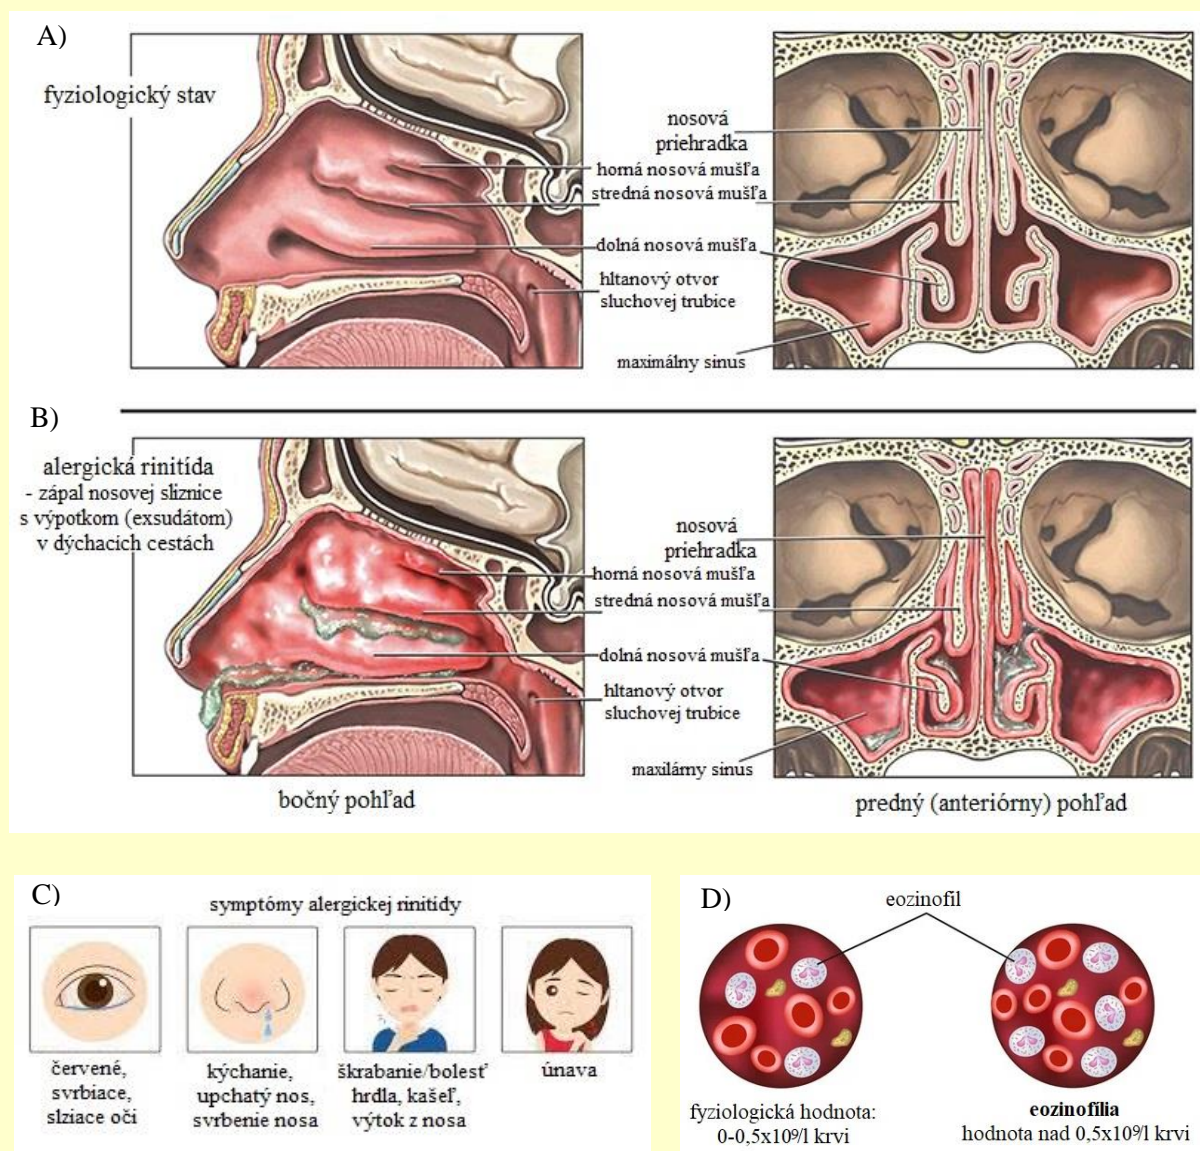 A)
fyziologický stav
nosová
priehradka
horná nosová mušľa
stredná nosová mušľa
dolná nosová mušľa
hltanový otvor
sluchovej trubice
maximálny sinus
B)
alergická rinitída
- zápal nosovej sliznice
s výpotkom (exsudátom)
v dýchacích cestách
nosová
priehradka
horná nosová mušľa
stredná nosová mušľa
dolná nosová mušľa
hltanový otvor
sluchovej trubice
maxilárny sinus
bočný pohľad
predný (anteriórny) pohľad
C)
symptómy alergickej rinitídy
červené,
svrbiace,
slziace oči
kýchanie,
upchatý nos,
svrbenie nosa
škrabanie/bolesť
hrdla, kašeľ,
výtok z nosa
únava
D)
eozinofil
fyziologická hodnota:
0-0,5x10⁹/l krvi
eozinofília
hodnota nad 0,5x10⁹/l krvi